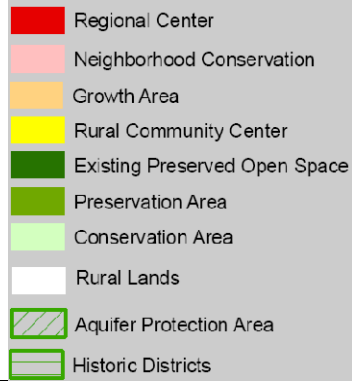 Regional Center
Neighborhood Conservation
Growth Area
Rural Community Center
Existing Preserved Open Space
Preservation Area
Conservation Area
Rural Lands
Aquifer Protection Area
Historic Districts